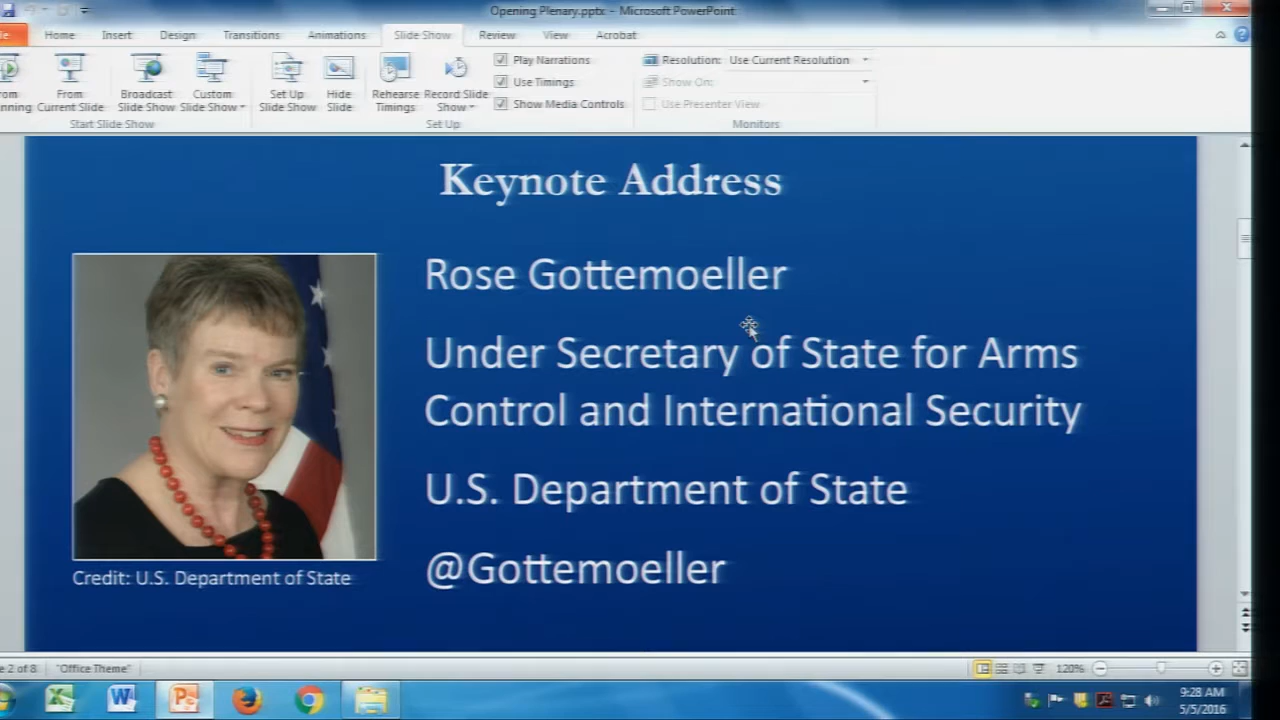 Opening Plenary.pptx - Microsoft PowerPoint
Home Insert Design Transitions Animations Slide Show Review View Acrobat
From Current Slide
Broadcast Slide Show
Custom Slide Show
Set Up Slide Show
Hide Slide
Rehearse Timings
Record Slide Show
Play Narrations
Use Timings
Show Media Controls
Resolution: Use Current Resolution
Show On:
Use Presenter View
Start Slide Show
Set Up
Monitors
Keynote Address
Rose Gottemoeller
Under Secretary of State for Arms
Control and International Security
U.S. Department of State
@Gottemoeller
Credit: U.S. Department of State
2 of 8 "Office Theme" 120%
9:28 AM
5/5/2016